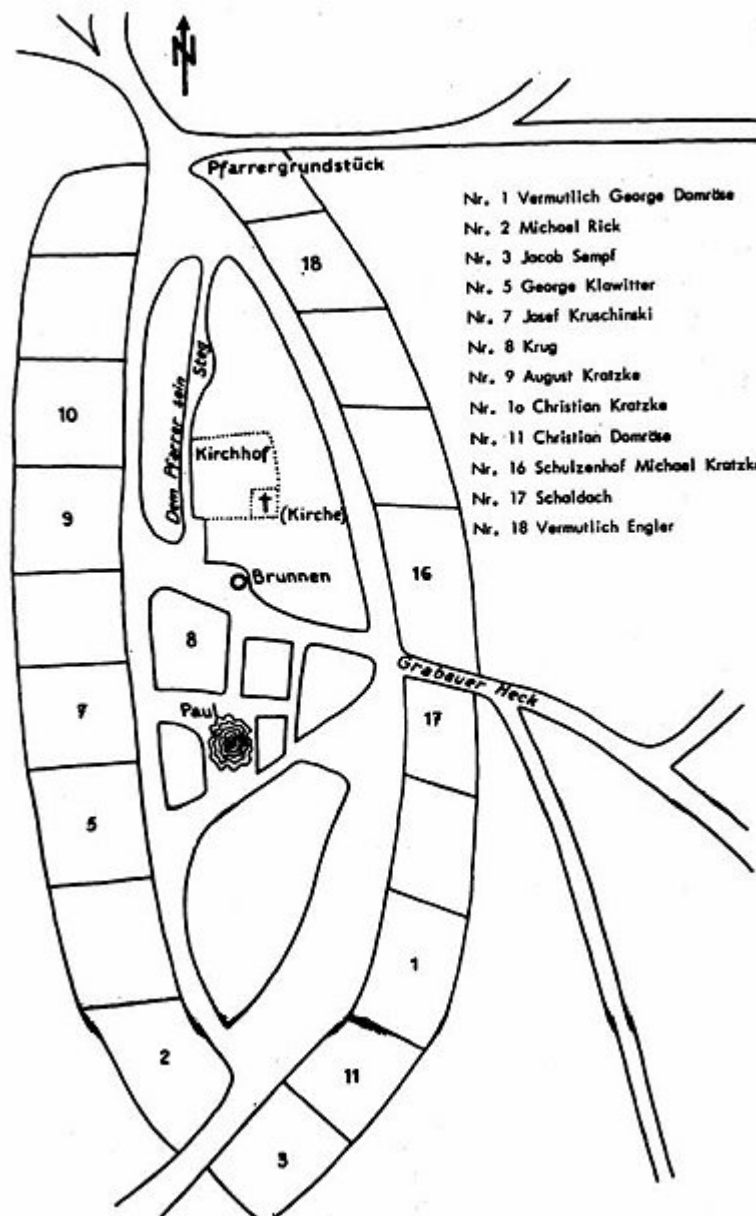 N
Pfarrergrundstück
18
Nr. 1 Vermutlich George Domröse
Nr. 2 Michael Rick
Nr. 3 Jacob Sempf
Nr. 5 George Klawitter
Nr. 7 Josef Kruschinski
Nr. 8 Krug
Nr. 9 August Kratzke
Nr. 1o Christian Kratzke
Nr. 11 Christian Domröse
Nr. 16 Schulzenhof Michael Kratzke
Nr. 17 Schaldach
Nr. 18 Vermutlich Engler
Dem Pfarrer sein
Steg
10
Kirchhof
(Kirche)
9
Brunnen
16
8
Grabauer Heck
7
Paul
17
5
1
2
11
3